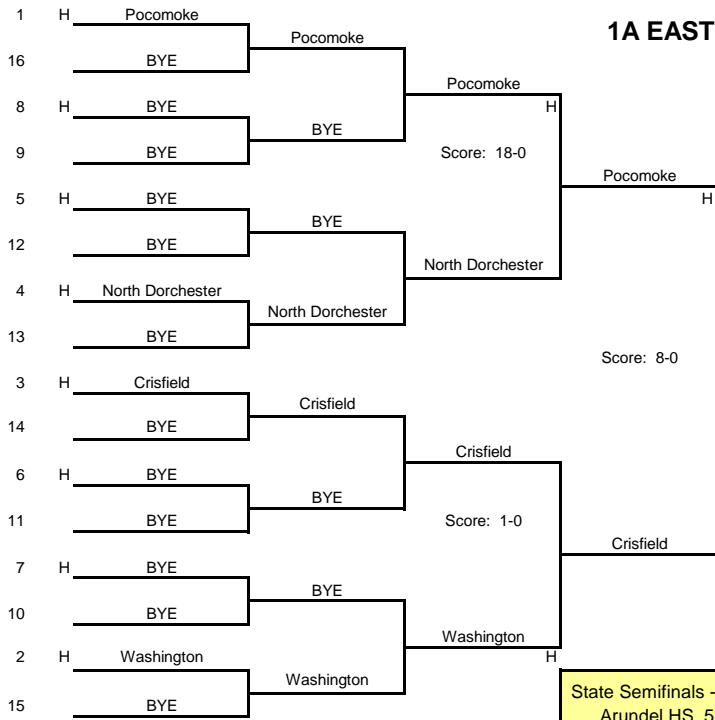 1A EAST
1 H Pocomoke
Pocomoke
16 BYE
Pocomoke
8 H BYE
H
BYE
9 BYE
Score: 18-0
Pocomoke
5 H BYE
H
BYE
12 BYE
North Dorchester
4 H North Dorchester
North Dorchester
13 BYE
Score: 8-0
3 H Crisfield
Crisfield
14 BYE
Crisfield
6 H BYE
BYE
11 BYE
Score: 1-0
Crisfield
7 H BYE
BYE
10 BYE
Washington
2 H Washington
H
Washington
15 BYE
State Semifinals -
Arundel HS, 5